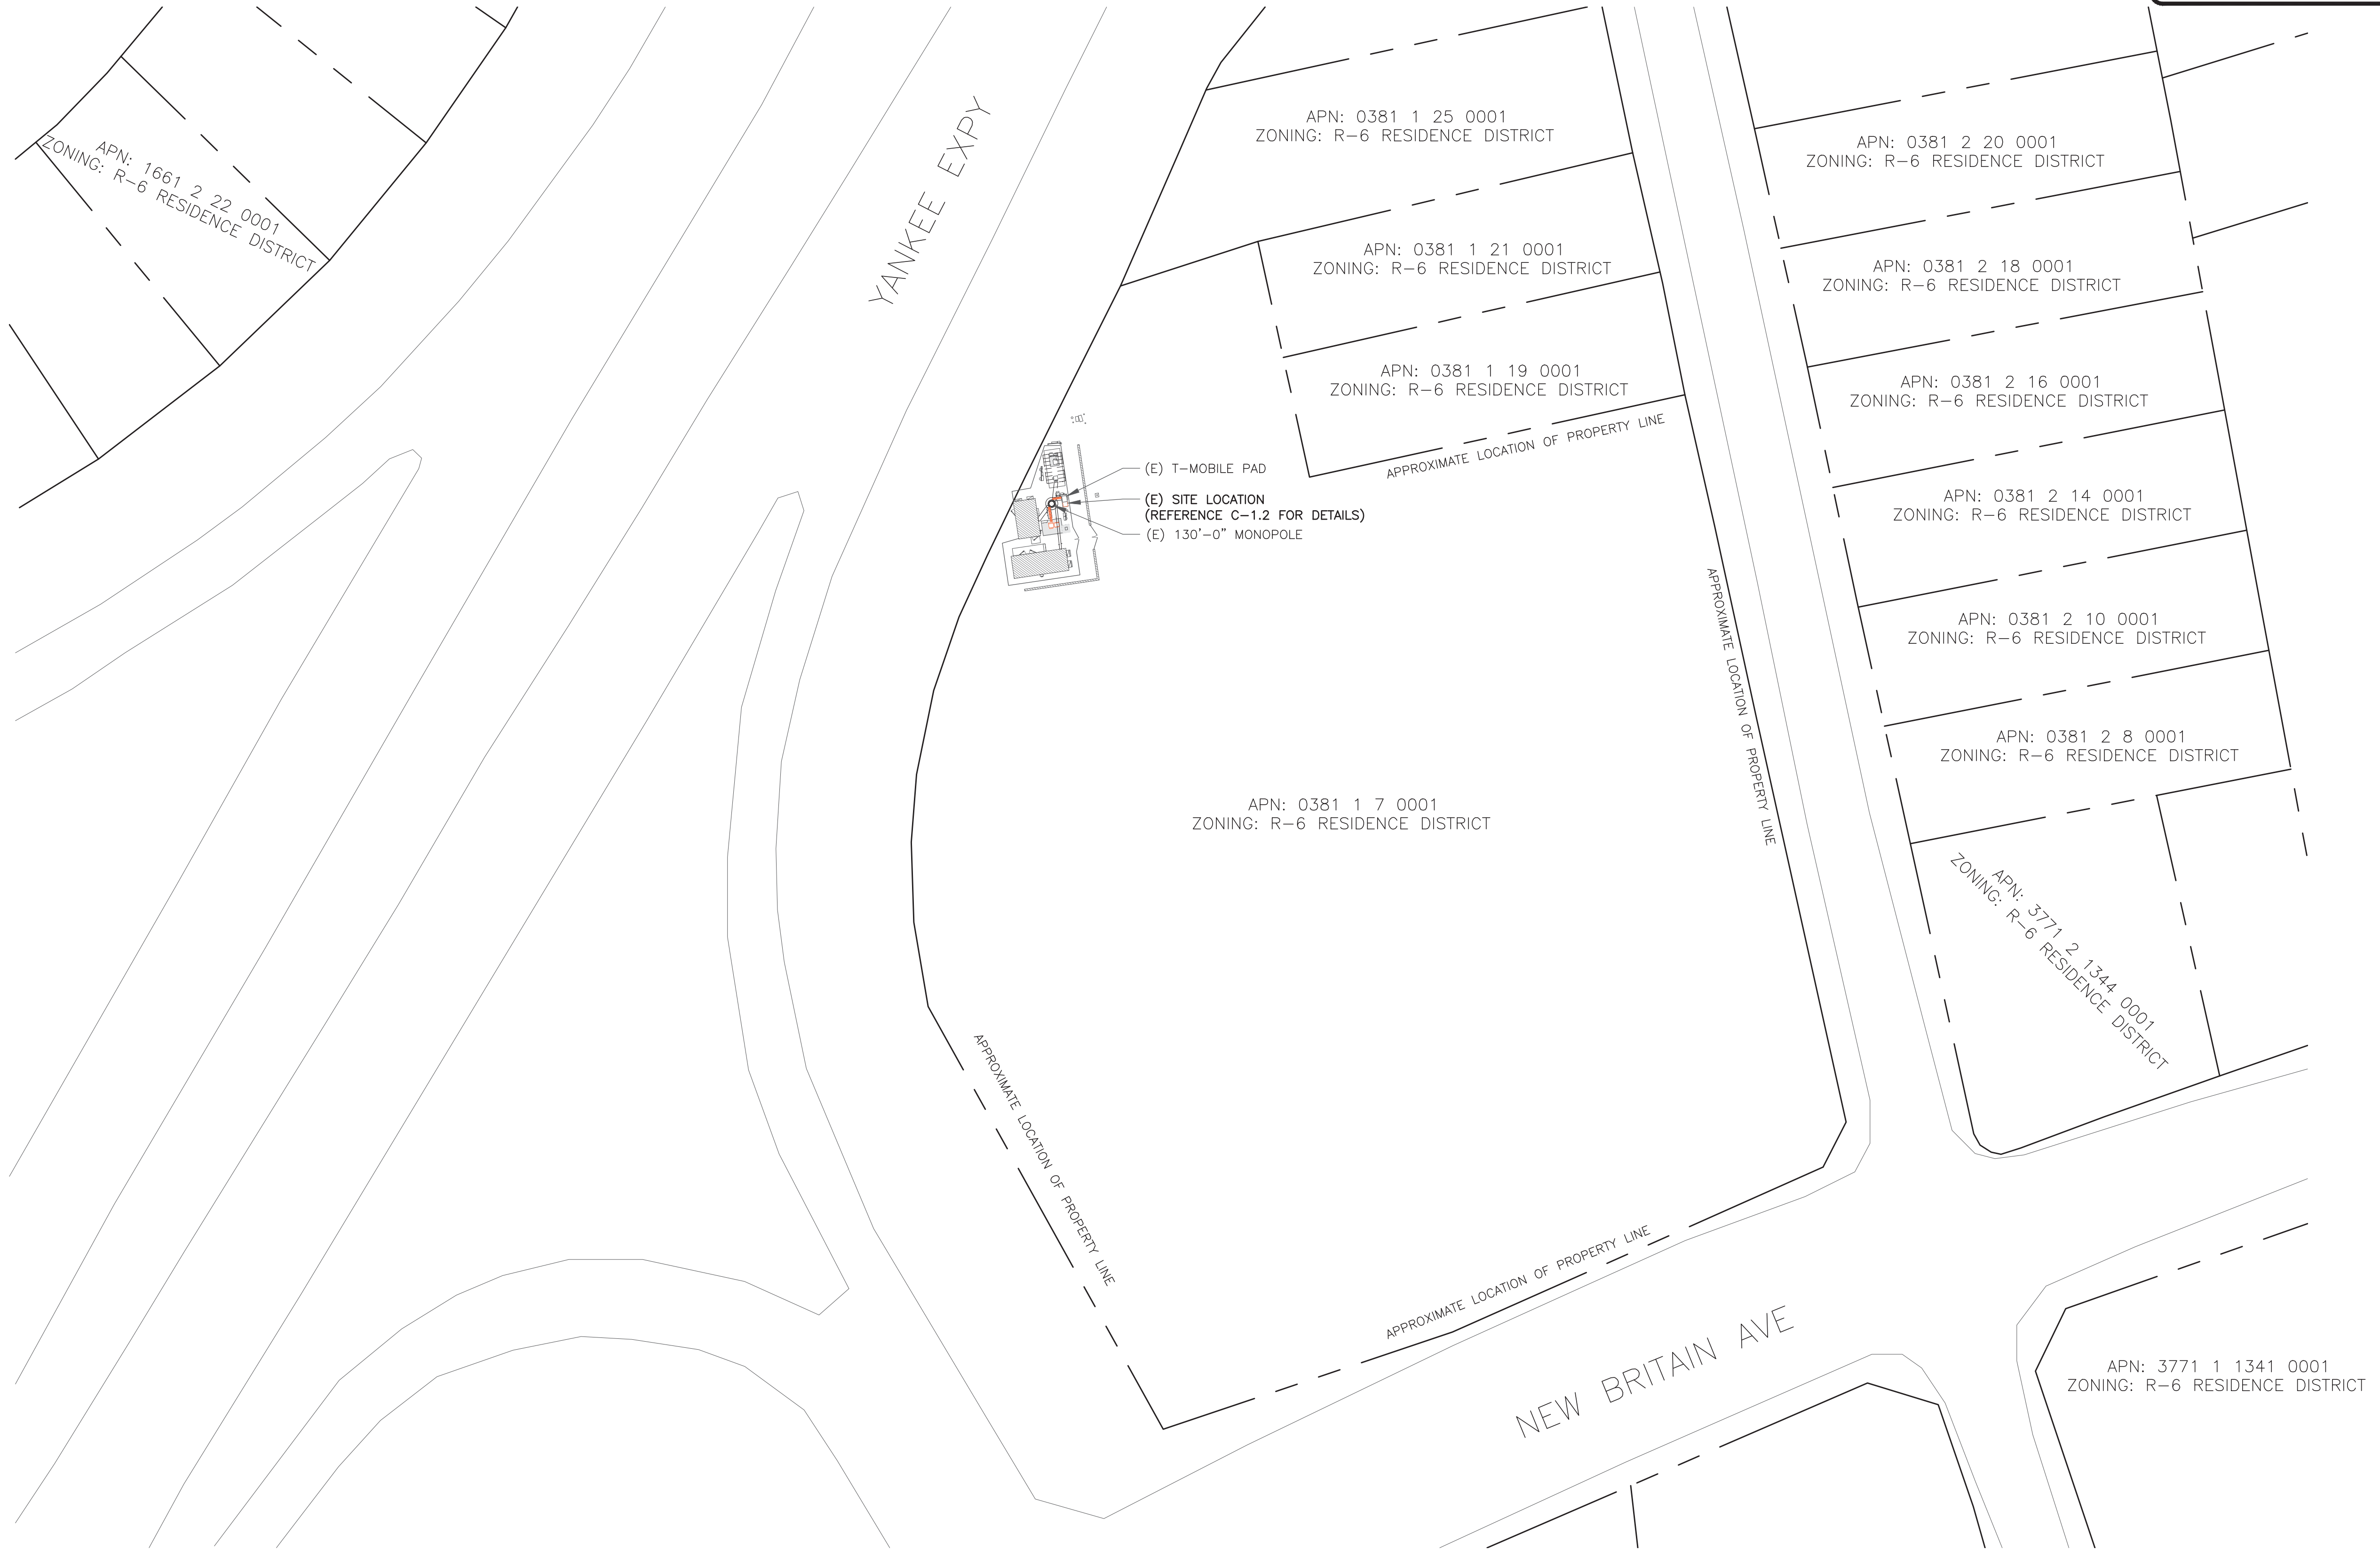 APN: 1661 2 22 0001
ZONING: R-6 RESIDENCE DISTRICT
YANKEE EXPY
APN: 0381 1 25 0001
ZONING: R-6 RESIDENCE DISTRICT
APN: 0381 1 21 0001
ZONING: R-6 RESIDENCE DISTRICT
APN: 0381 1 19 0001
ZONING: R-6 RESIDENCE DISTRICT
APPROXIMATE LOCATION OF PROPERTY LINE
(E) T-MOBILE PAD
(E) SITE LOCATION
(REFERENCE C-1.2 FOR DETAILS)
(E) 130'-0" MONOPOLE
APN: 0381 2 20 0001
ZONING: R-6 RESIDENCE DISTRICT
APN: 0381 2 18 0001
ZONING: R-6 RESIDENCE DISTRICT
APN: 0381 2 16 0001
ZONING: R-6 RESIDENCE DISTRICT
APN: 0381 2 14 0001
ZONING: R-6 RESIDENCE DISTRICT
APN: 0381 2 10 0001
ZONING: R-6 RESIDENCE DISTRICT
APN: 0381 2 8 0001
ZONING: R-6 RESIDENCE DISTRICT
APPROXIMATE LOCATION OF PROPERTY LINE
APN: 0381 1 7 0001
ZONING: R-6 RESIDENCE DISTRICT
APN: 3771 2 1344 0001
ZONING: R-6 RESIDENCE DISTRICT
APPROXIMATE LOCATION OF PROPERTY LINE
APPROXIMATE LOCATION OF PROPERTY LINE
NEW BRITAIN AVE
APN: 3771 1 1341 0001
ZONING: R-6 RESIDENCE DISTRICT